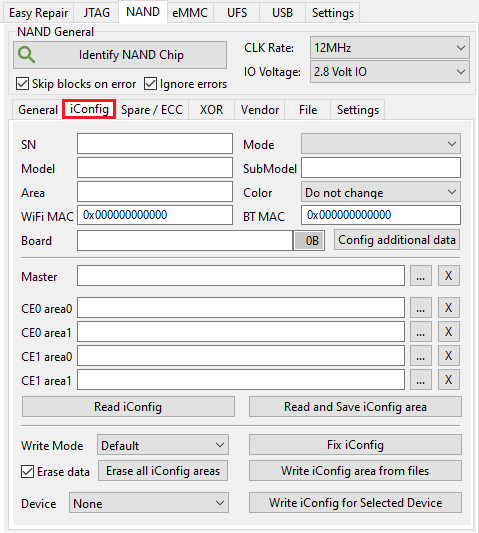 Easy Repair JTAG NAND eMMC UFS USB Settings
NAND General
Identify NAND Chip
CLK Rate: 12MHz
IO Voltage: 2.8 Volt IO
Skip blocks on error Ignore errors
General iConfig Spare / ECC XOR Vendor File Settings
SN Mode
Model SubModel
Area Color Do not change
WiFi MAC 0x000000000000 BT MAC 0x000000000000
Board 0B Config additional data
Master ... X
CE0 area0 ... X
CE0 area1 ... X
CE1 area0 ... X
CE1 area1 ... X
Read iConfig Read and Save iConfig area
Write Mode Default Fix iConfig
Erase data Erase all iConfig areas Write iConfig area from files
Device None Write iConfig for Selected Device